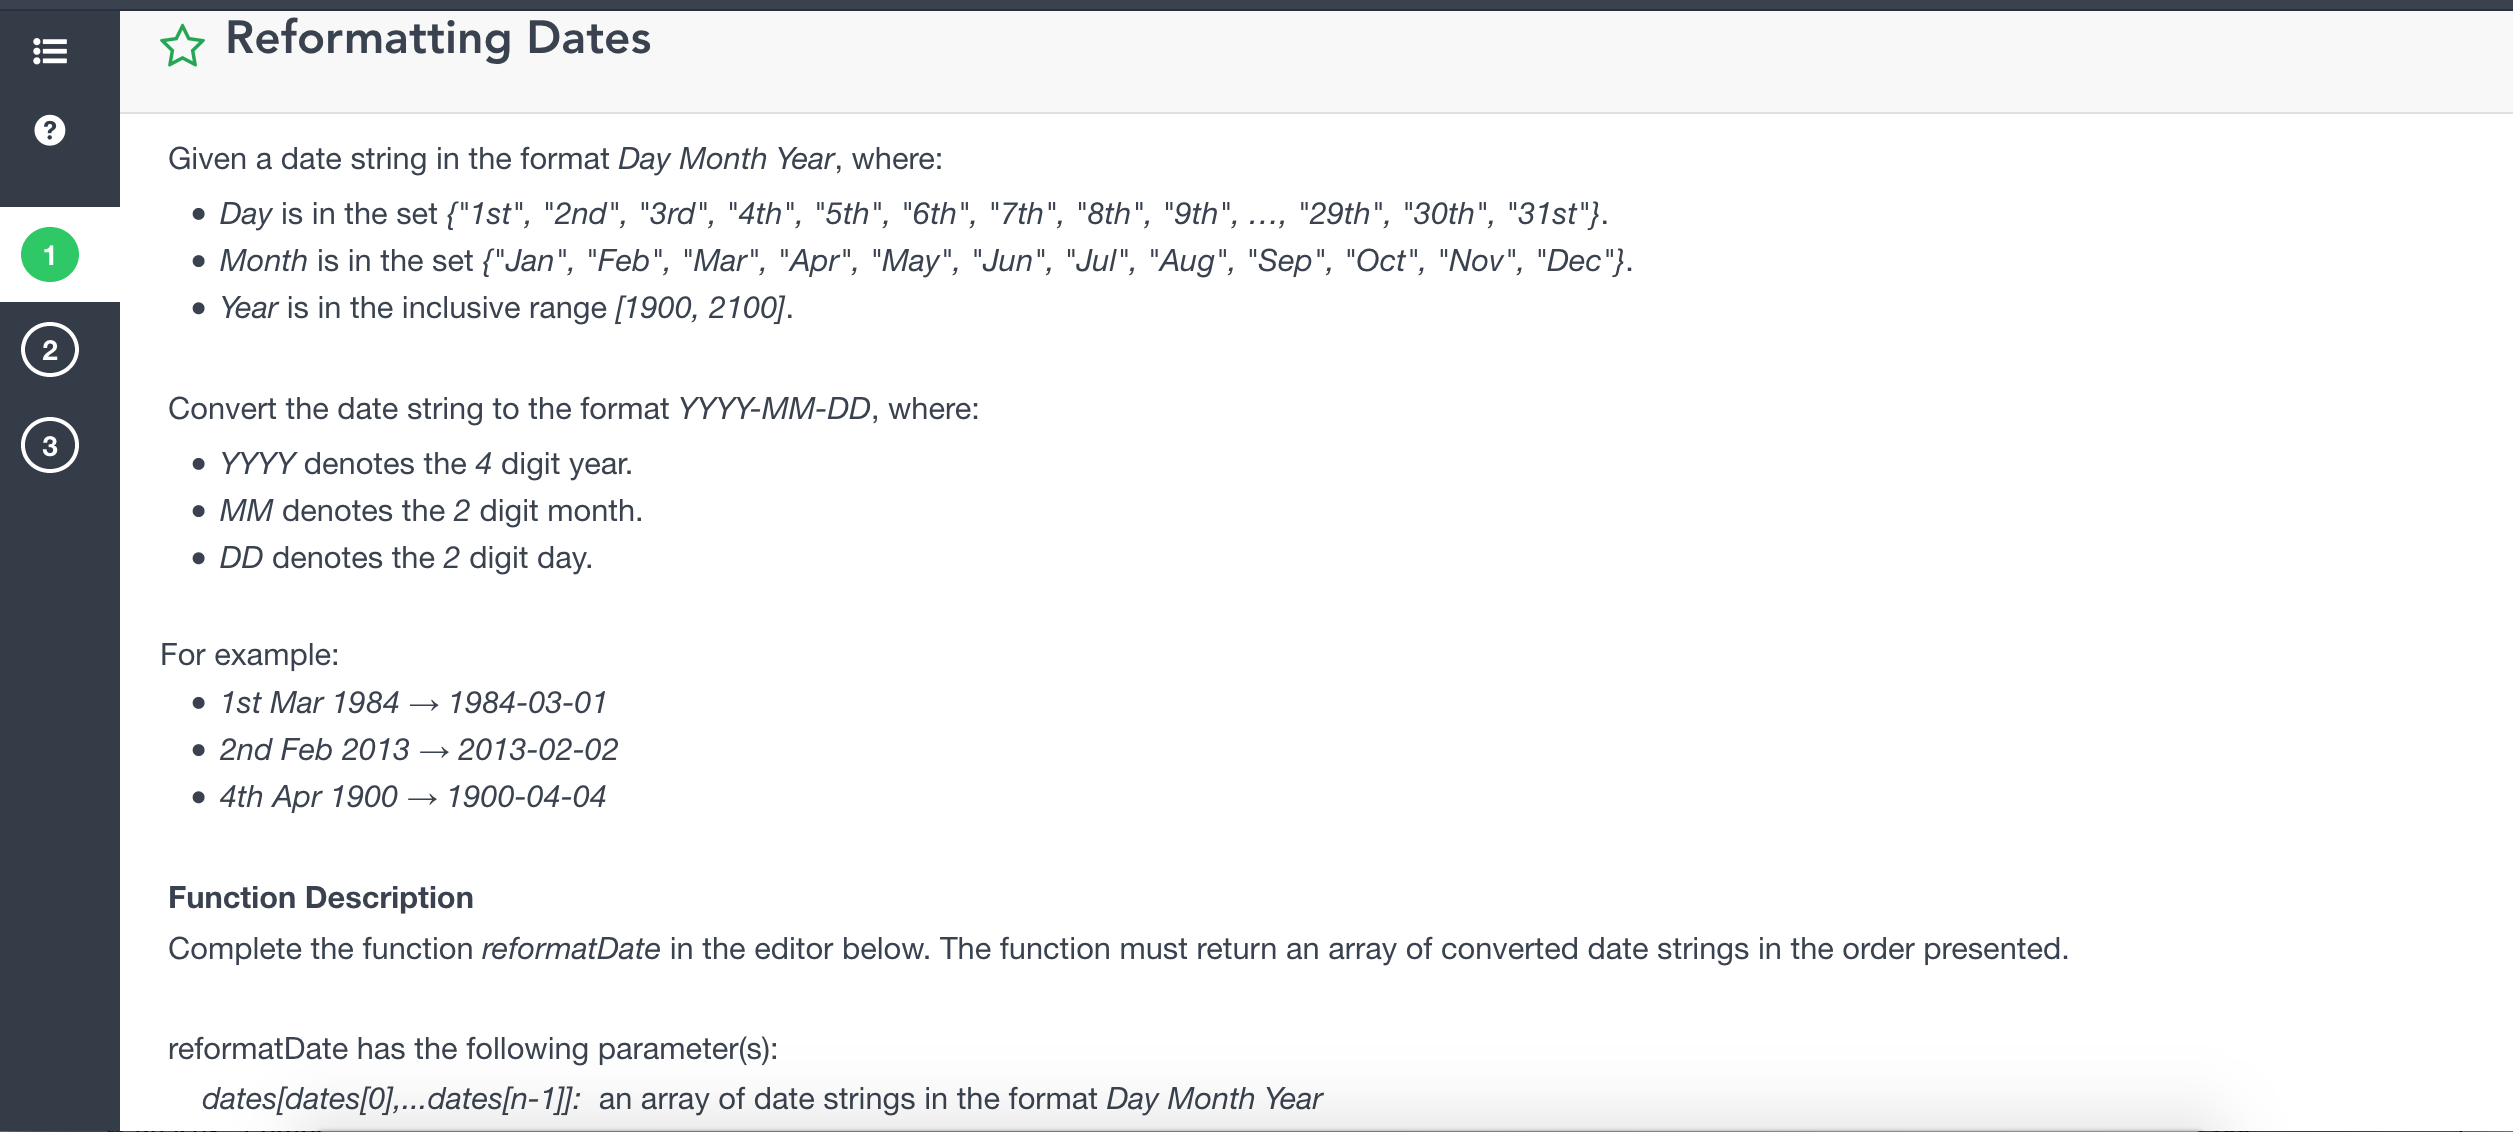 Reformatting Dates
?
Given a date string in the format Day Month Year, where:
• Day is in the set {"1st", "2nd", "3rd", "4th", "5th", "6th", "7th", "8th", "9th", ..., "29th", "30th", "31st"}.
1
• Month is in the set {"Jan", "Feb", "Mar", "Apr", "May", "Jun", "Jul", "Aug", "Sep", "Oct", "Nov", "Dec"}.
• Year is in the inclusive range [1900, 2100].
2
Convert the date string to the format YYYY-MM-DD, where:
3
• YYYY denotes the 4 digit year.
• MM denotes the 2 digit month.
• DD denotes the 2 digit day.
For example:
• 1st Mar 1984 → 1984-03-01
• 2nd Feb 2013 → 2013-02-02
• 4th Apr 1900 → 1900-04-04
Function Description
Complete the function reformatDate in the editor below. The function must return an array of converted date strings in the order presented.
reformatDate has the following parameter(s):
dates[dates[0],...dates[n-1]]: an array of date strings in the format Day Month Year